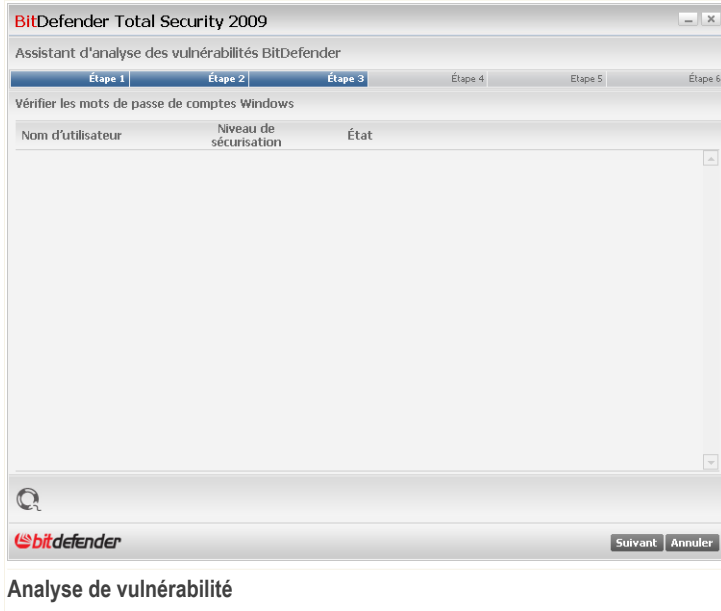 BitDefender Total Security 2009
Assistant d'analyse des vulnérabilités BitDefender
Étape 1 Étape 2 Étape 3 Étape 4 Etape 5 Étape 6
Vérifier les mots de passe de comptes Windows
Nom d'utilisateur Niveau de sécurisation État
bitdefender Suivant Annuler
Analyse de vulnérabilité